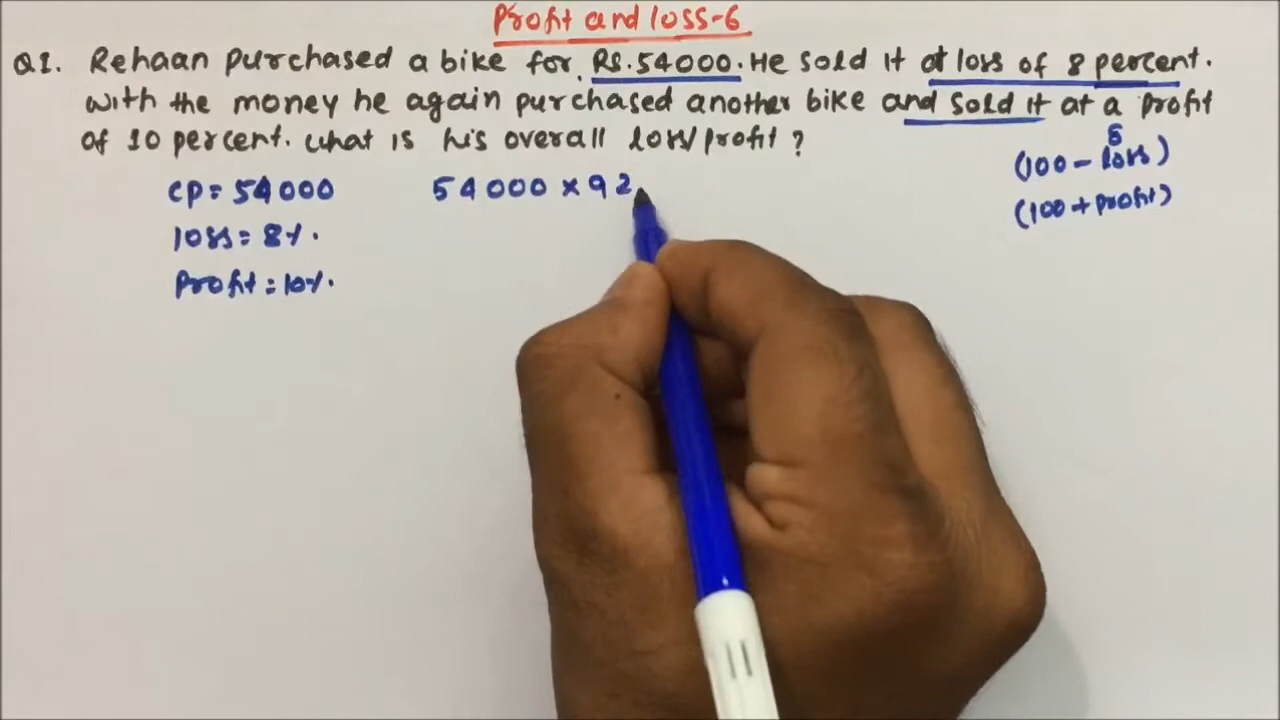 Profit and loss-6
Q1. Rehaan purchased a bike for Rs.54000. He sold it at loss of 8 percent.
with the money he again purchased another bike and sold it at a profit
of 10 percent. what is his overall loss/profit?
8
(100 - loss)
(100 + profit)
CP = 54000
54000 × 92
loss = 8%.
Profit = 10%.